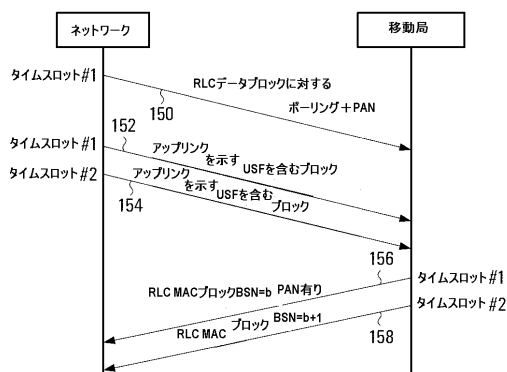 ネットワーク
移動局
タイムスロット#1
RLCデータブロックに対する
ポーリング+PAN
150
タイムスロット#1
152
アップリンク
を示す
USFを含むブロック
タイムスロット#2
154
アップリンク
を示す
USFを含む
ブロック
156
タイムスロット#1
RLC MACブロックBSN=b PAN有り
タイムスロット#2
RLC MAC ブロック BSN=b+1
158